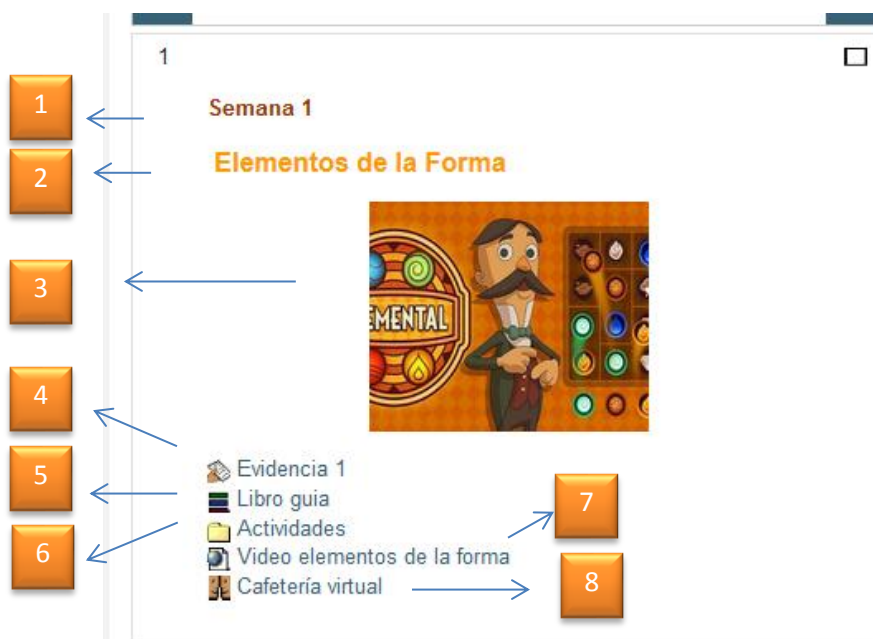 1
1
Semana 1
2
Elementos de la Forma
3
EMENTAL
4
Evidencia 1
5
Libro guia
7
Actividades
6
Video elementos de la forma
8
Cafetería virtual